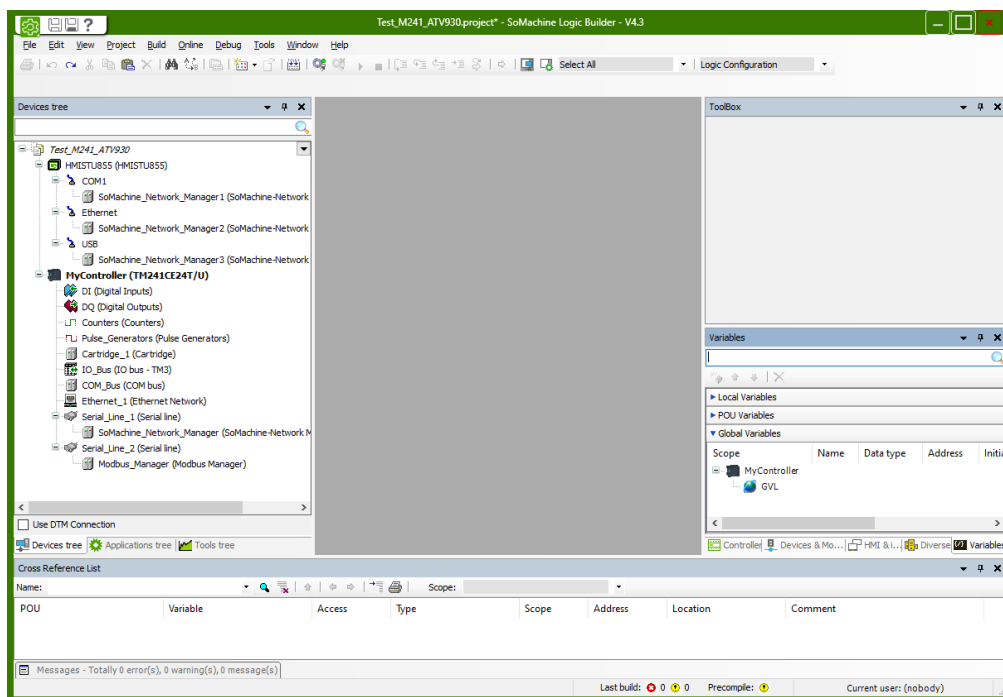 Test_M241_ATV930.project* - SoMachine Logic Builder - V4.3
File Edit View Project Build Online Debug Tools Window Help
Select All Logic Configuration
Devices tree
Test_M241_ATV930
HMISTU855 (HMISTU855)
COM1
SoMachine_Network_Manager1 (SoMachine-Network
Ethernet
SoMachine_Network_Manager2 (SoMachine-Network
USB
SoMachine_Network_Manager3 (SoMachine-Network
MyController (TM241CE24T/U)
DI (Digital Inputs)
DQ (Digital Outputs)
Counters (Counters)
Pulse_Generators (Pulse Generators)
Cartridge_1 (Cartridge)
IO_Bus (IO bus - TM3)
COM_Bus (COM bus)
Ethernet_1 (Ethernet Network)
Serial_Line_1 (Serial line)
SoMachine_Network_Manager (SoMachine-Network M
Serial_Line_2 (Serial line)
Modbus_Manager (Modbus Manager)
Use DTM Connection
Devices tree Applications tree Tools tree
ToolBox
Variables
Local Variables
POU Variables
Global Variables
Scope Name Data type Address Initia
MyController
GVL
Controller Devices & Mo... HMI & i... Diverse Variables
Cross Reference List
Name: Scope:
POU Variable Access Type Scope Address Location Comment
Messages - Totally 0 error(s), 0 warning(s), 0 message(s)
Last build: 0 0 Precompile: Current user: (nobody)